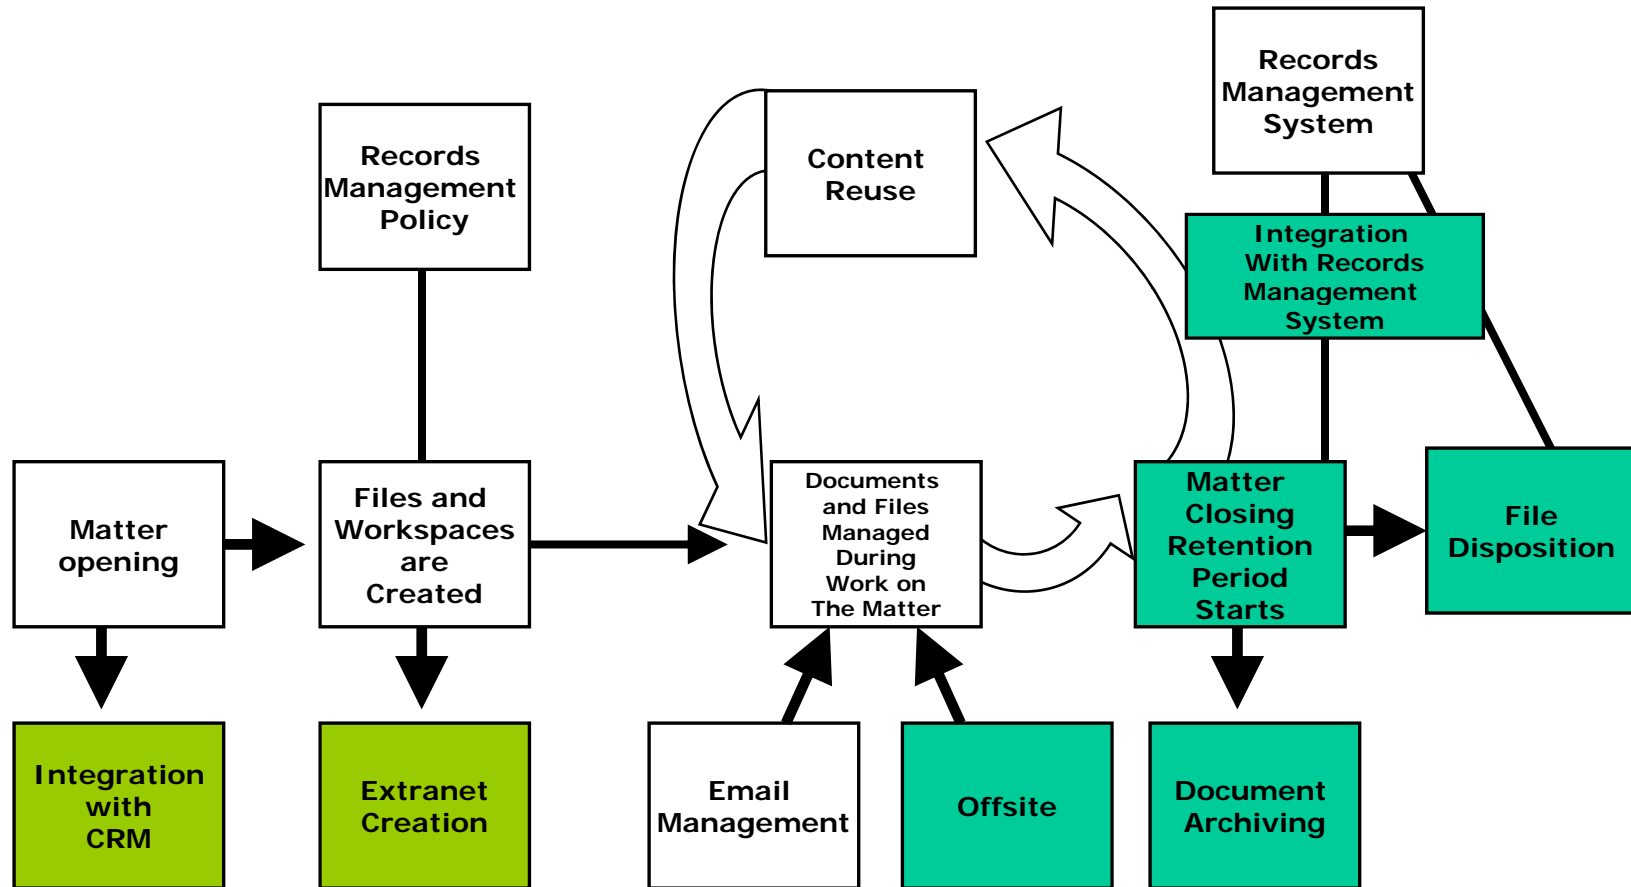 Records
Management
System
Records
Management
Policy
Content
Reuse
Integration
With Records
Management
System
Matter
opening
Files and
Workspaces
are
Created
Documents
and Files
Managed
During
Work on
The Matter
Matter
Closing
Retention
Period
Starts
File
Disposition
Integration
with
CRM
Extranet
Creation
Email
Management
Offsite
Document
Archiving